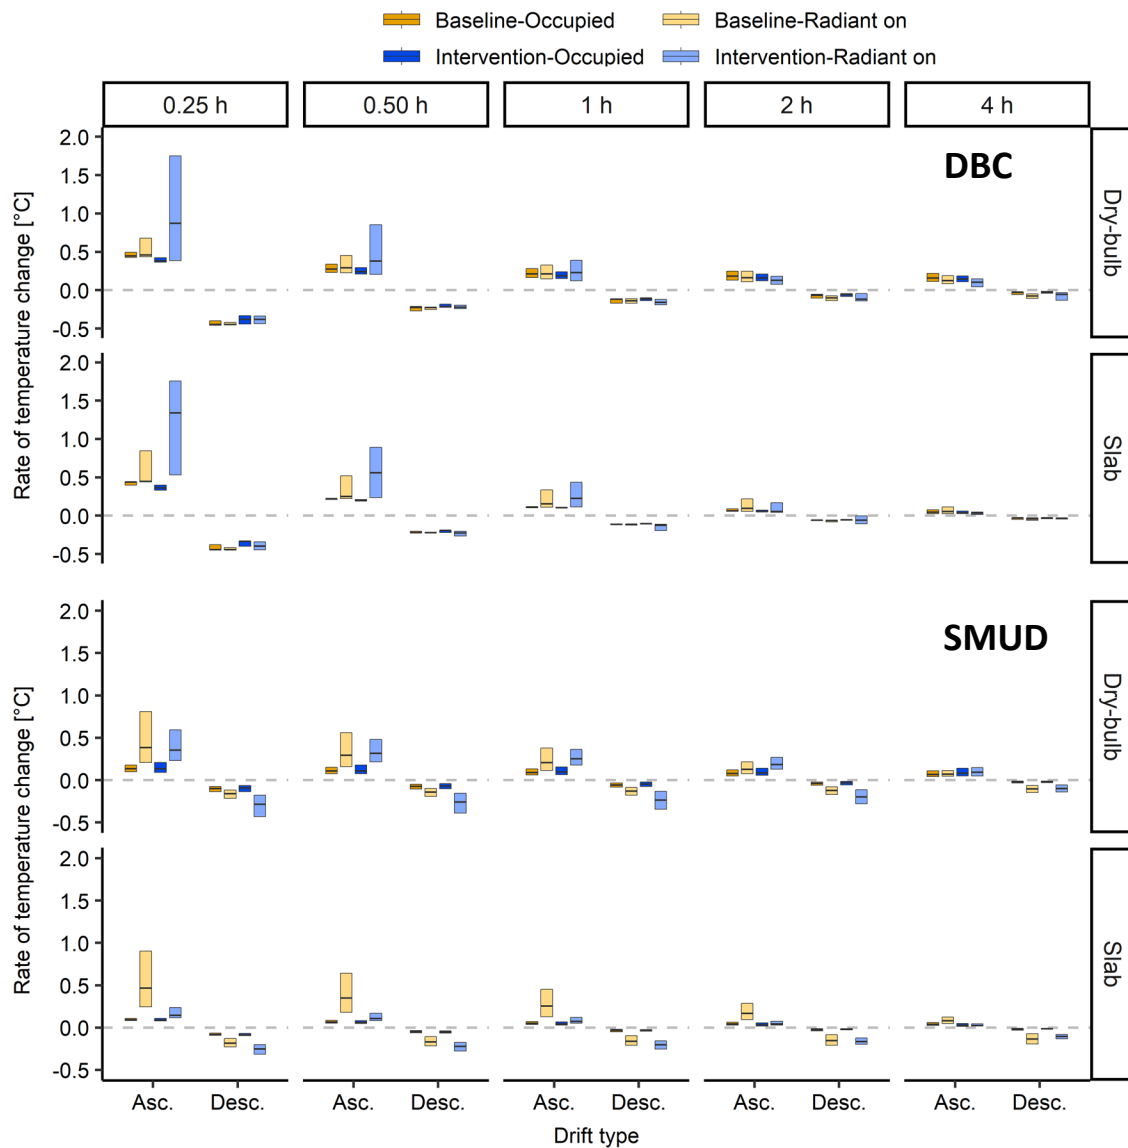 Baseline-Occupied Baseline-Radiant on
Intervention-Occupied Intervention-Radiant on
0.25 h 0.50 h 1 h 2 h 4 h
Rate of temperature change [°C]
2.0
1.5
1.0
0.5
0.0
-0.5
DBC
Dry-bulb
2.0
1.5
1.0
0.5
0.0
-0.5
Slab
Rate of temperature change [°C]
2.0
1.5
1.0
0.5
0.0
-0.5
SMUD
Dry-bulb
2.0
1.5
1.0
0.5
0.0
-0.5
Slab
Asc. Desc. Asc. Desc. Asc. Desc. Asc. Desc. Asc. Desc.
Drift type